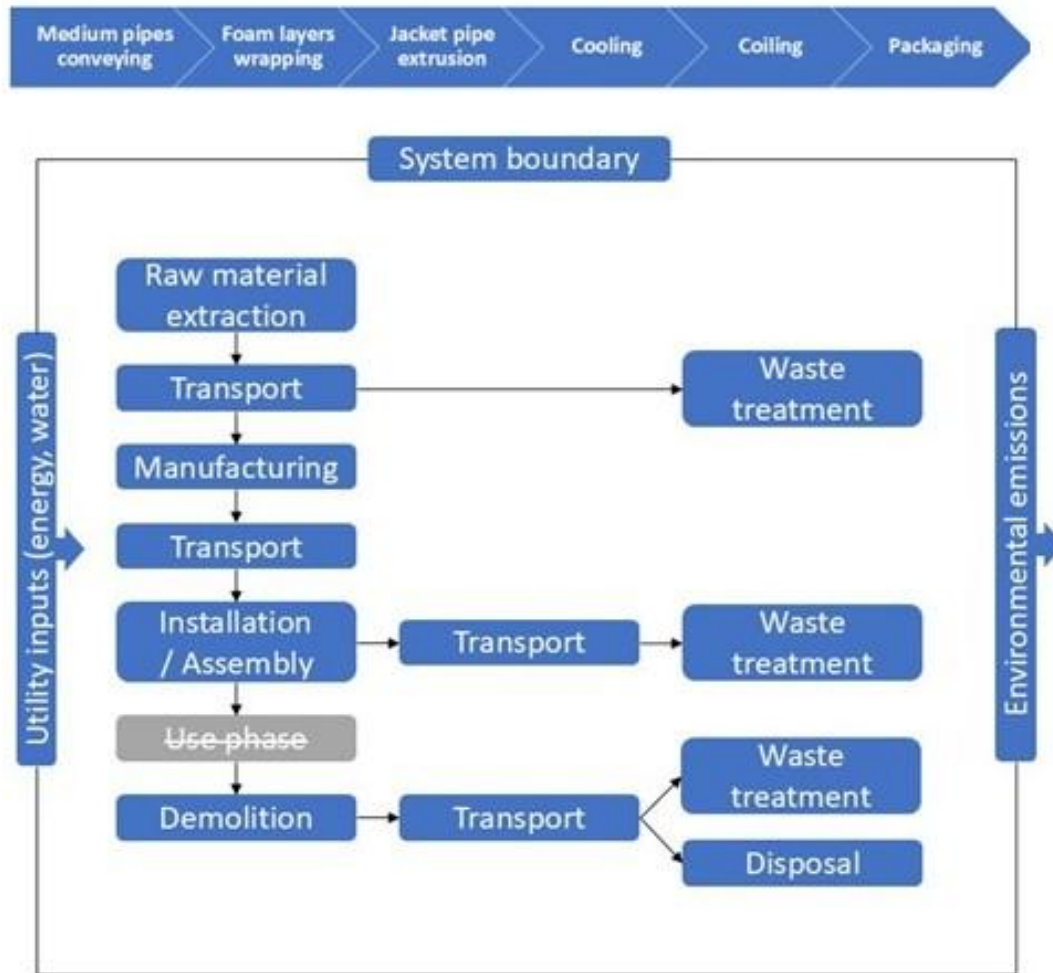 Medium pipes
conveying
Foam layers
wrapping
Jacket pipe
extrusion
Cooling
Coiling
Packaging
System boundary
Utility inputs (energy, water)
Raw material
extraction
Transport
Waste
treatment
Manufacturing
Transport
Installation
/ Assembly
Transport
Waste
treatment
Use phase
Demolition
Transport
Waste
treatment
Disposal
Environmental emissions